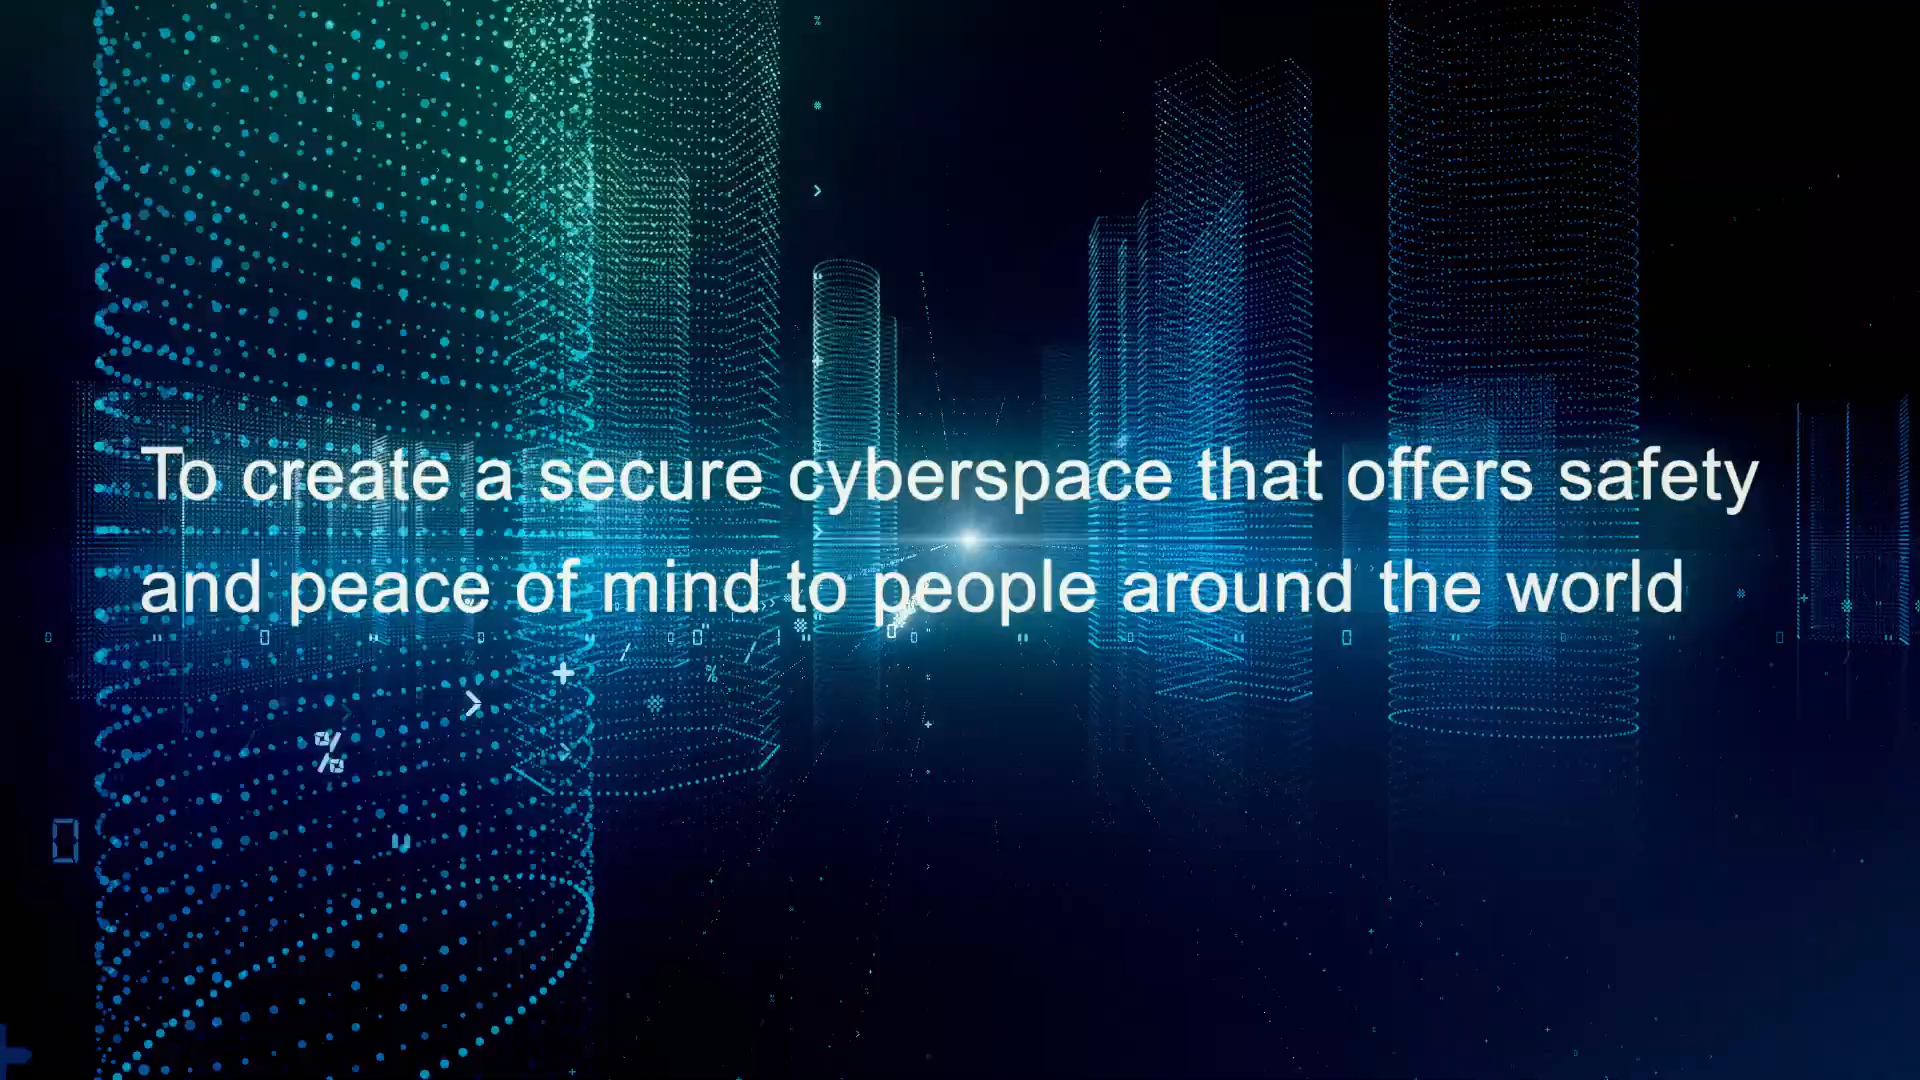 To create a secure cyberspace that offers safety
and peace of mind to people around the world